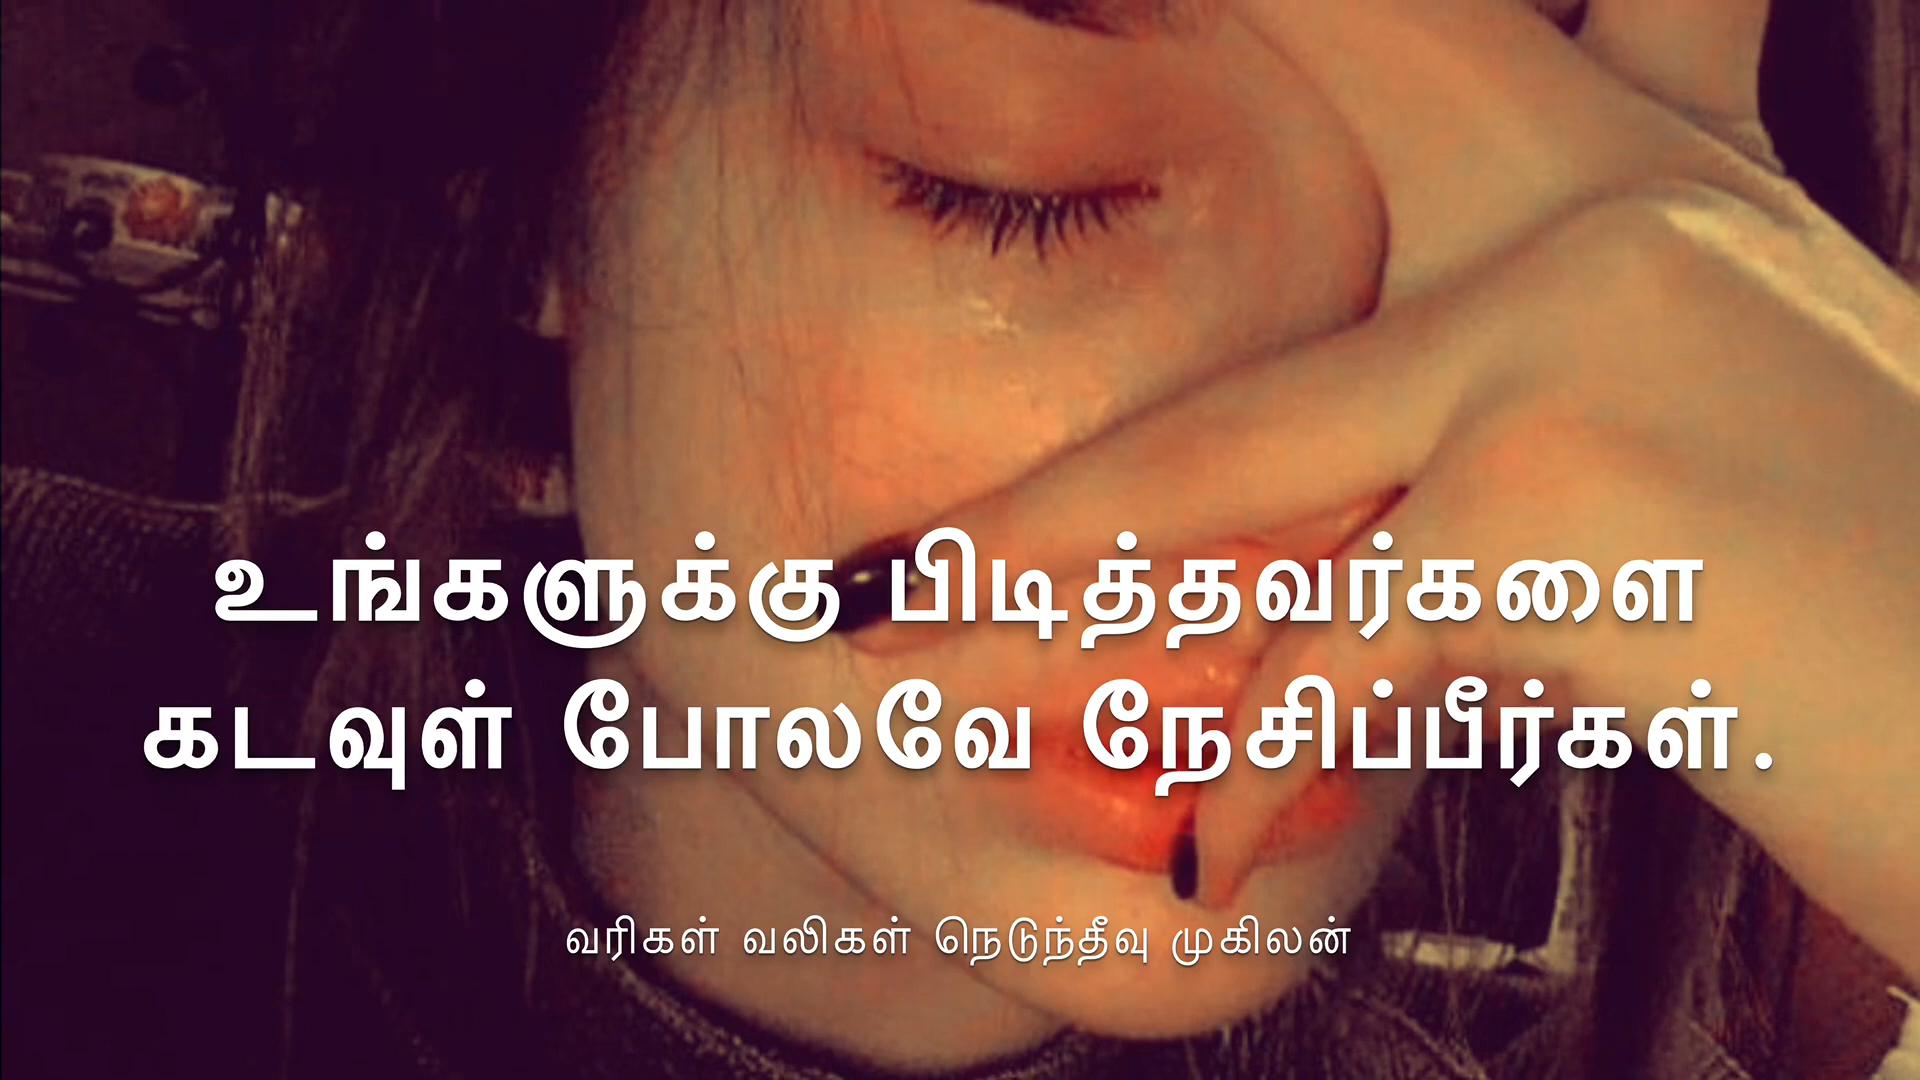 உங்களுக்கு பிடித்தவர்களை
கடவுள் போலவே நேசிப்பீர்கள்.
வரிகள் வலிகள் நெடுந்தீவு முகிலன்